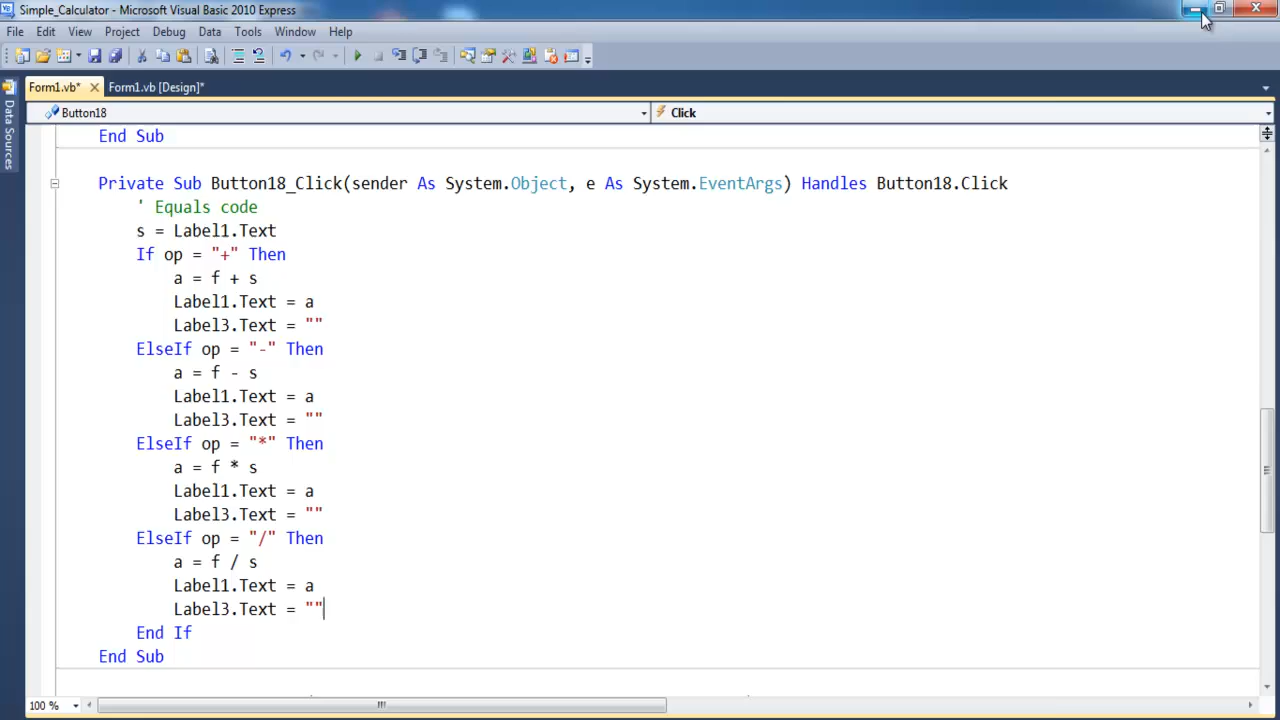 Simple_Calculator - Microsoft Visual Basic 2010 Express
File Edit View Project Debug Data Tools Window Help
Form1.vb* Form1.vb [Design]*
Data Sources
Button18 Click
End Sub
Private Sub Button18_Click(sender As System.Object, e As System.EventArgs) Handles Button18.Click
' Equals code
s = Label1.Text
If op = "+" Then
a = f + s
Label1.Text = a
Label3.Text = ""
ElseIf op = "-" Then
a = f - s
Label1.Text = a
Label3.Text = ""
ElseIf op = "*" Then
a = f * s
Label1.Text = a
Label3.Text = ""
ElseIf op = "/" Then
a = f / s
Label1.Text = a
Label3.Text = ""
End If
End Sub
100 %